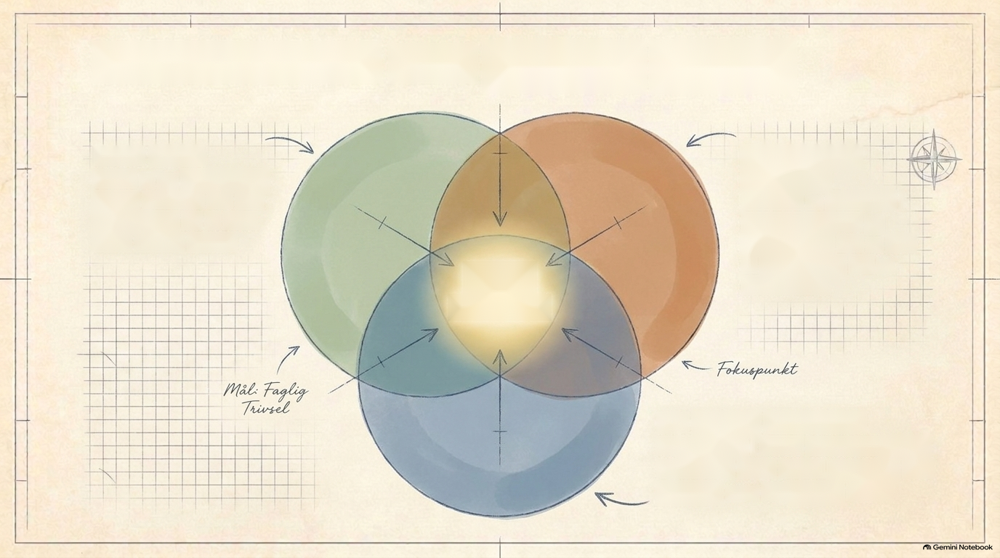 Fokuspunkt
Mål: Faglig
Trivsel
Gemini Notebook